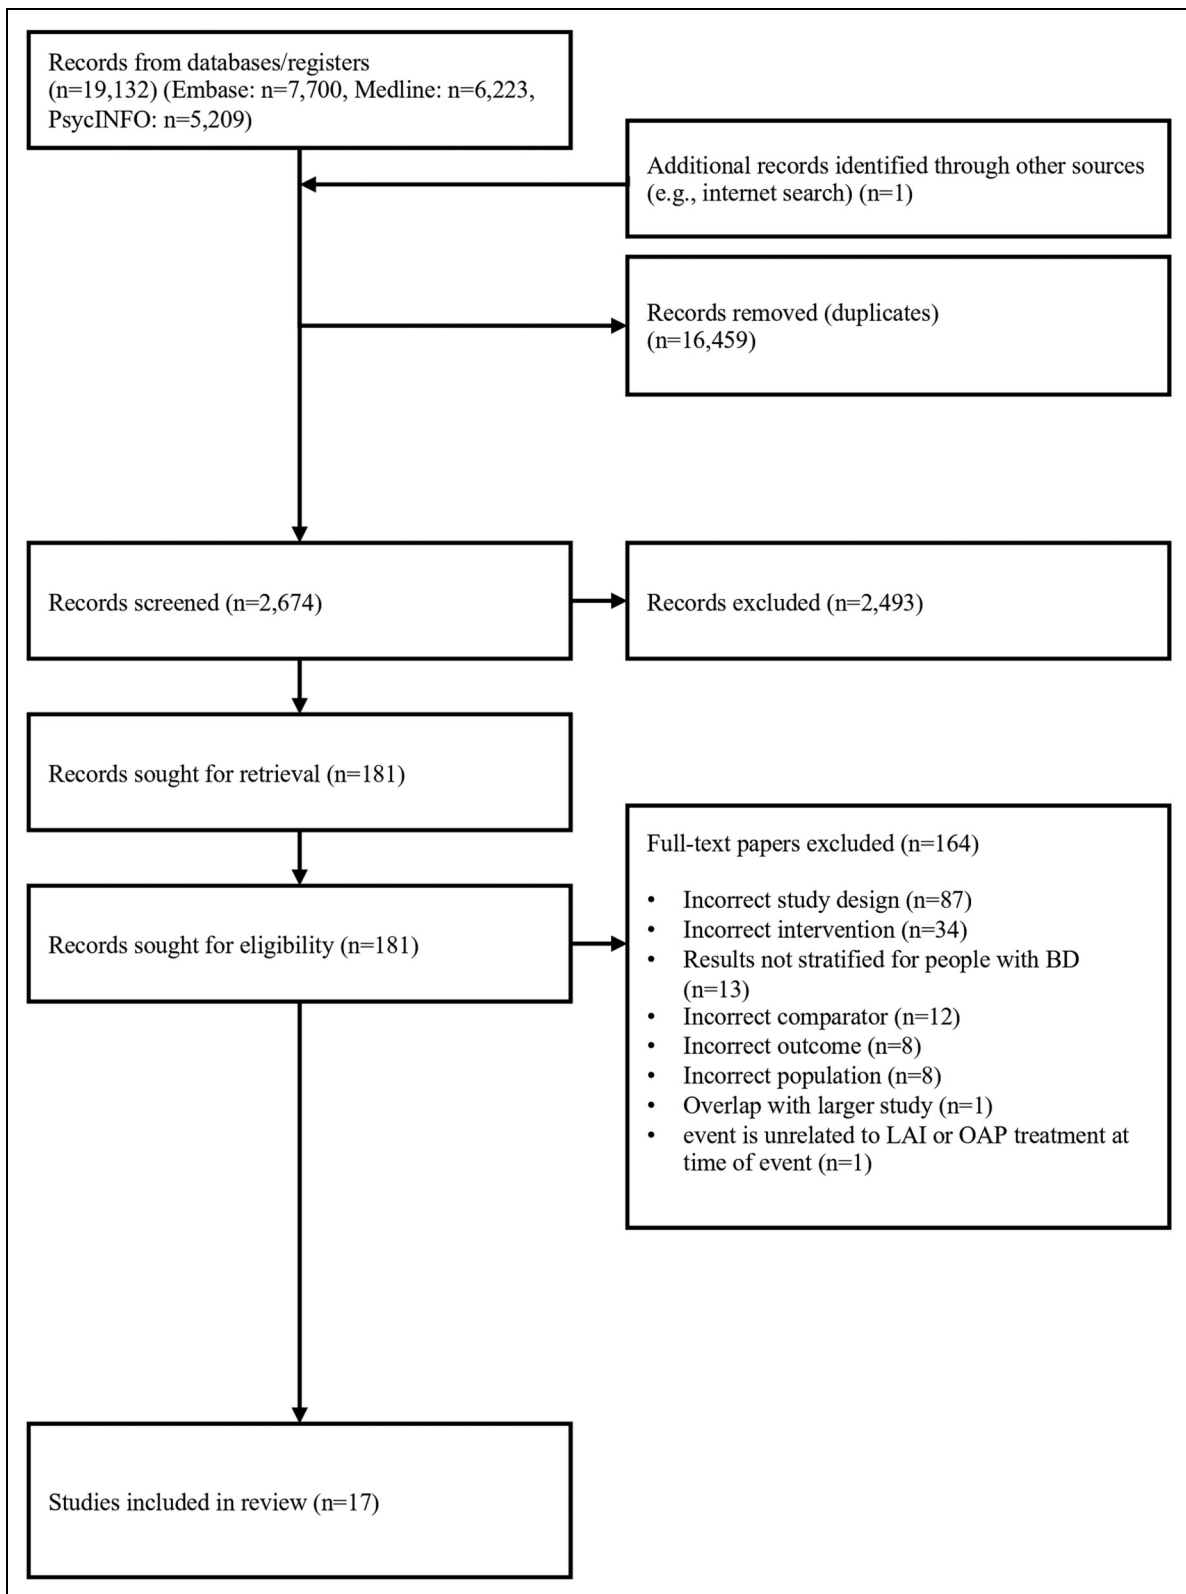 Records from databases/registers
(n=19,132) (Embase: n=7,700, Medline: n=6,223,
PsycINFO: n=5,209)
Additional records identified through other sources
(e.g., internet search) (n=1)
Records removed (duplicates)
(n=16,459)
Records screened (n=2,674)
Records excluded (n=2,493)
Records sought for retrieval (n=181)
Full-text papers excluded (n=164)
• Incorrect study design (n=87)
• Incorrect intervention (n=34)
• Results not stratified for people with BD
(n=13)
• Incorrect comparator (n=12)
• Incorrect outcome (n=8)
• Incorrect population (n=8)
• Overlap with larger study (n=1)
• event is unrelated to LAI or OAP treatment at
time of event (n=1)
Records sought for eligibility (n=181)
Studies included in review (n=17)